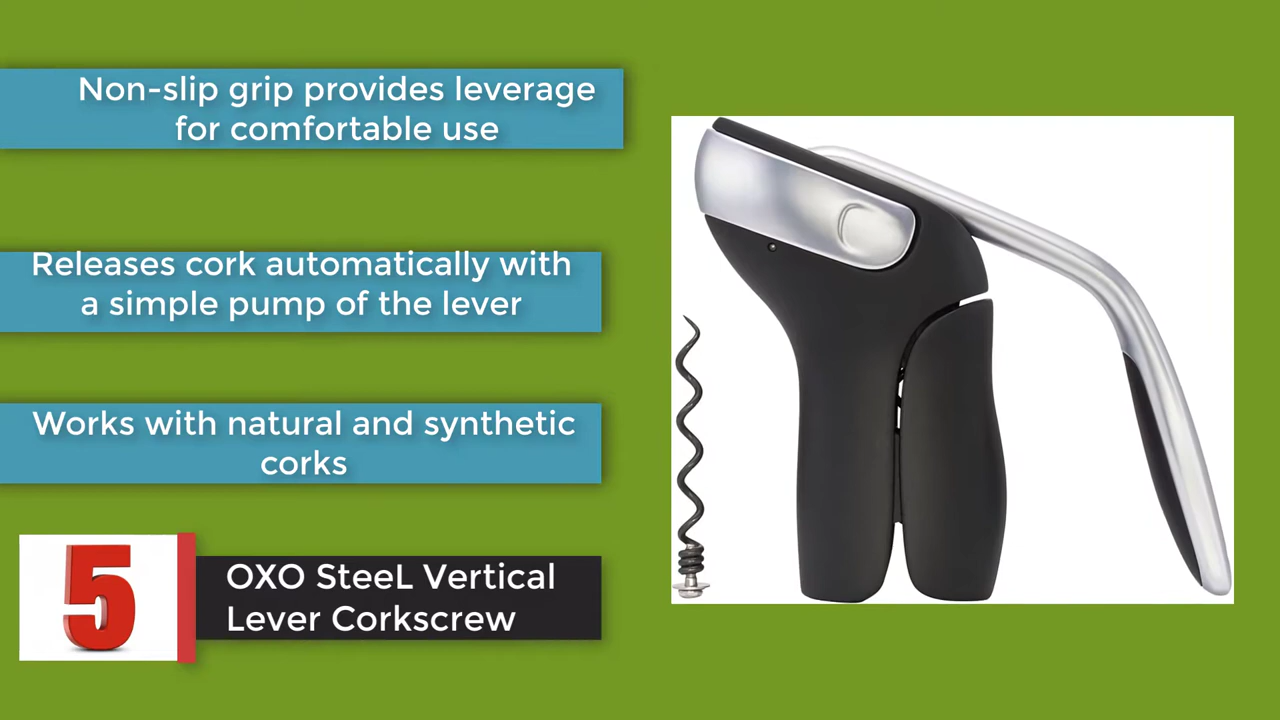 Non-slip grip provides leverage
for comfortable use
Releases cork automatically with
a simple pump of the lever
Works with natural and synthetic
corks
5
OXO SteeL Vertical
Lever Corkscrew